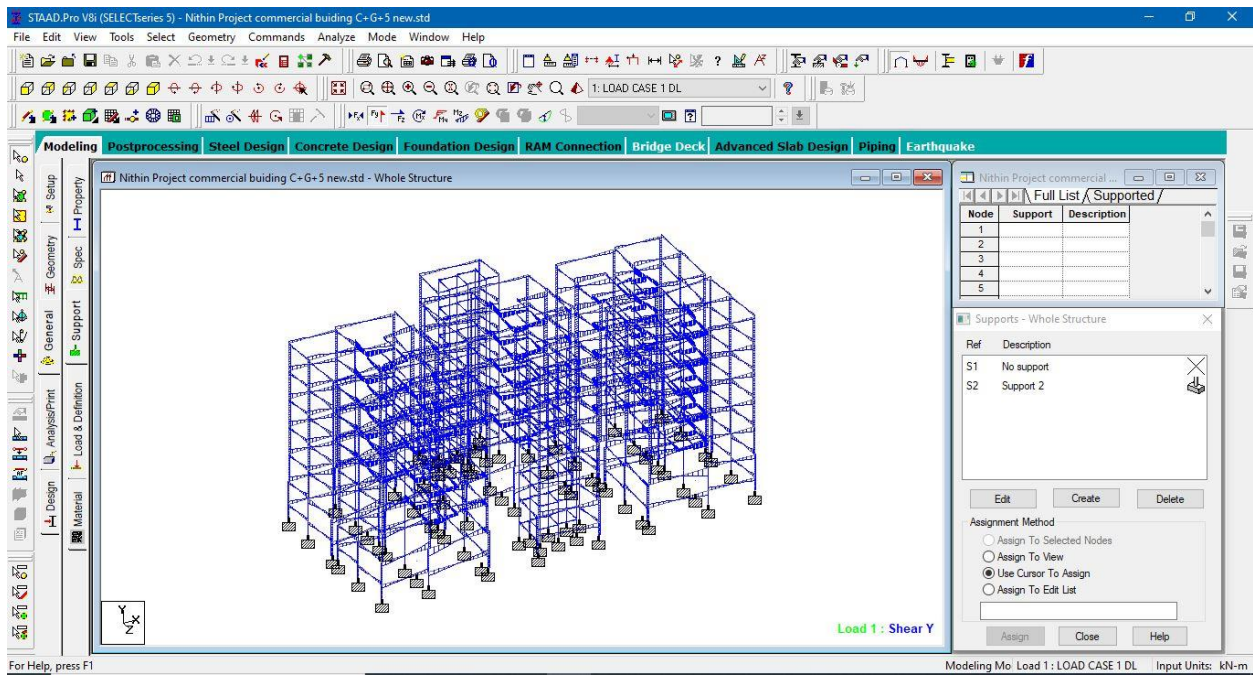 STAAD.Pro V8i (SELECTseries 5) - Nithin Project commercial buiding C+G+5 new.std
File Edit View Tools Select Geometry Commands Analyze Mode Window Help
1: LOAD CASE 1 DL
Modeling Postprocessing Steel Design Concrete Design Foundation Design RAM Connection Bridge Deck Advanced Slab Design Piping Earthquake
Setup
Geometry
General
Analysis/Print
Design
Property
Spec
Support
Load & Definition
Material
Nithin Project commercial buiding C+G+5 new.std - Whole Structure
Y
X
Z
Load 1 : Shear Y
Nithin Project commercial ...
Full List Supported
Node Support Description
1
2
3
4
5
Supports - Whole Structure
Ref Description
S1 No support
S2 Support 2
Edit Create Delete
Assignment Method
Assign To Selected Nodes
Assign To View
Use Cursor To Assign
Assign To Edit List
Assign Close Help
For Help, press F1
Modeling Mo Load 1 : LOAD CASE 1 DL Input Units: kN-m